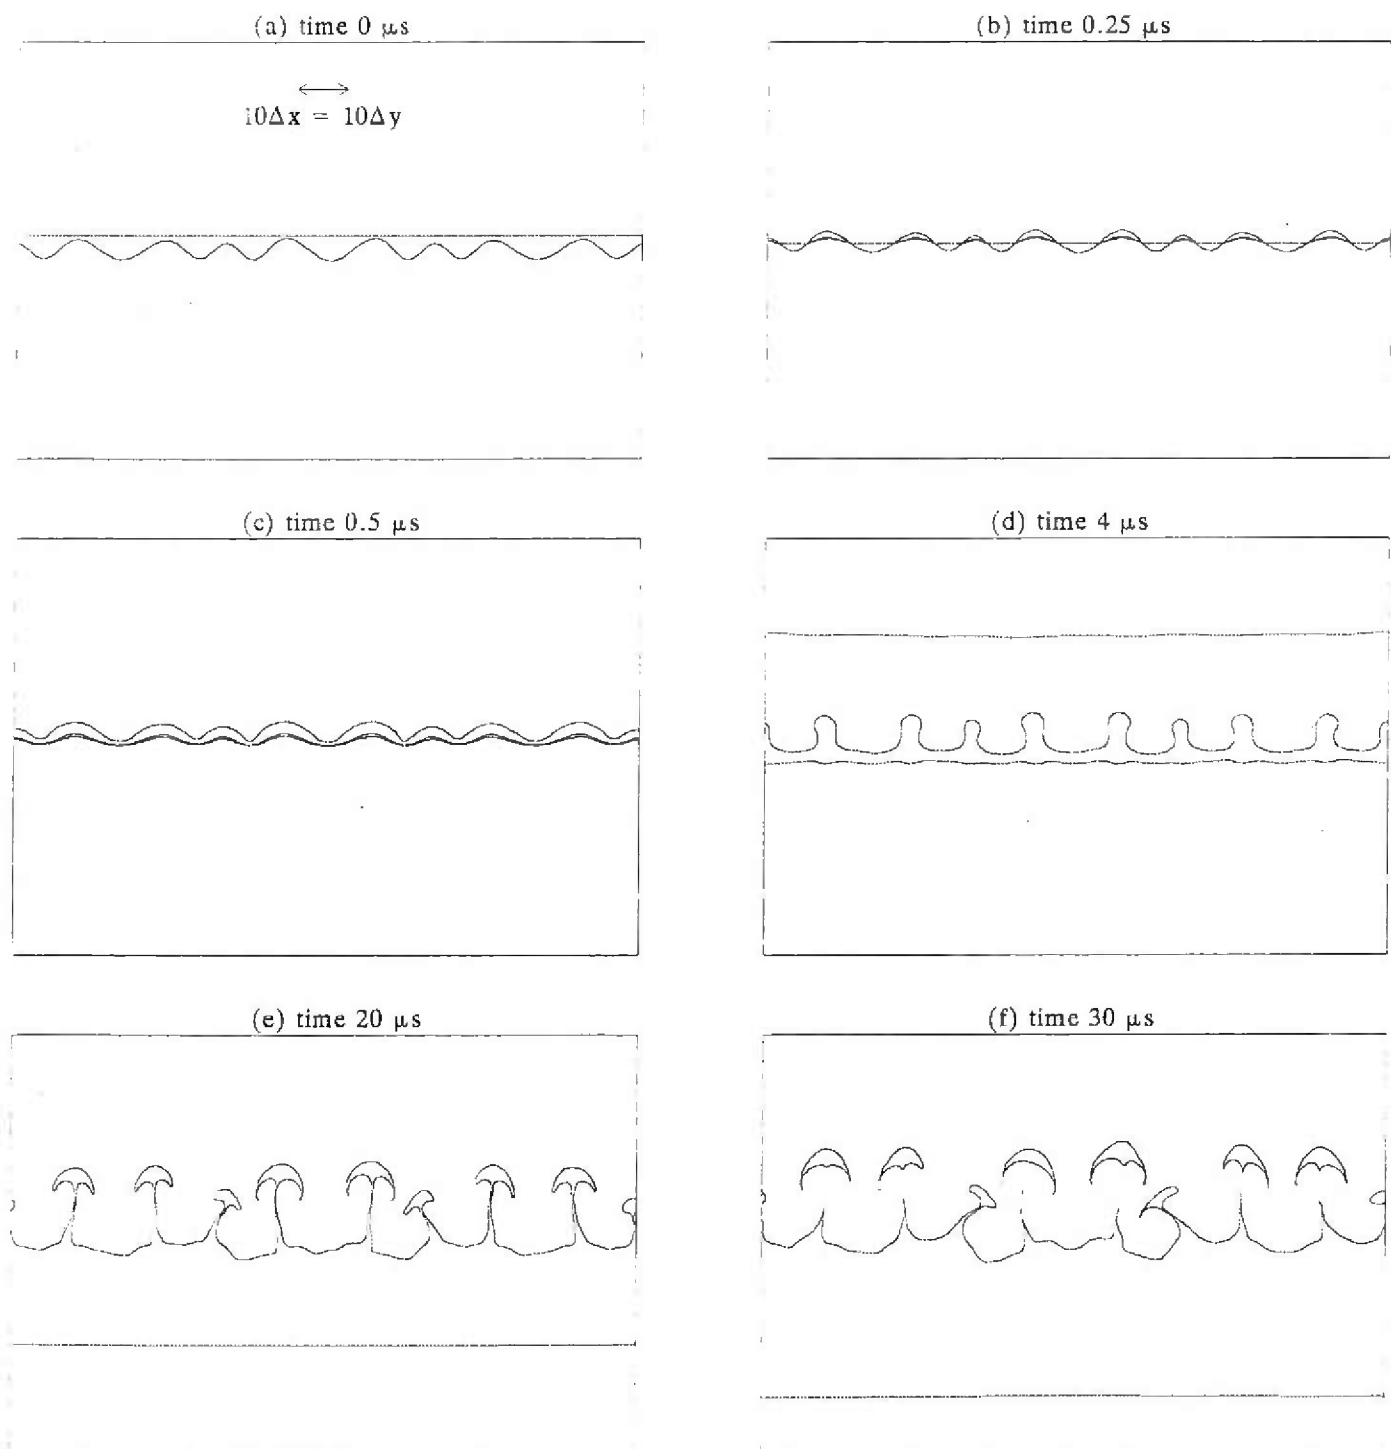 (a) time 0 μs
10Δx = 10Δy
(b) time 0.25 μs
(c) time 0.5 μs
(d) time 4 μs
(e) time 20 μs
(f) time 30 μs